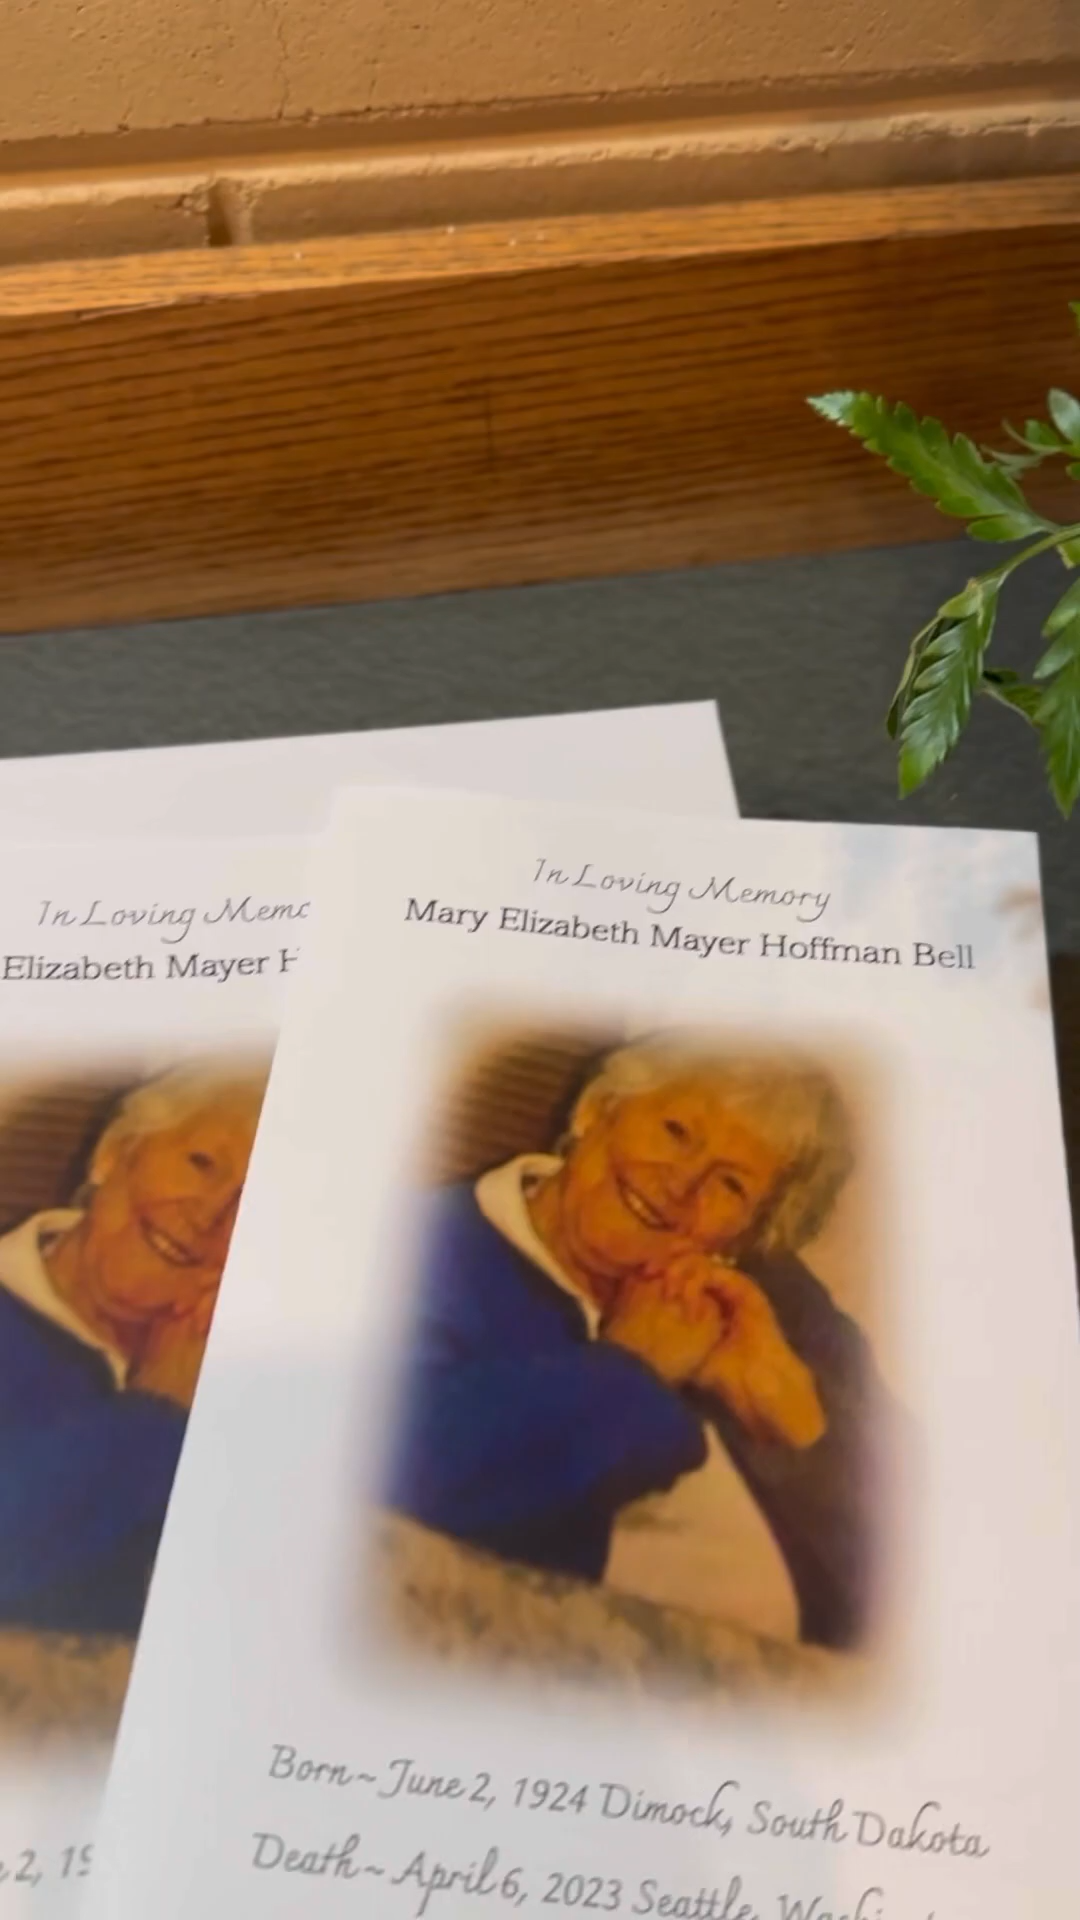 In Loving Memory
Mary Elizabeth Mayer Hoffman Bell
Born~June 2, 1924 Dimock, South Dakota
Death~April 6, 2023 Seattle,
In Loving
Elizabeth Mayer
2,